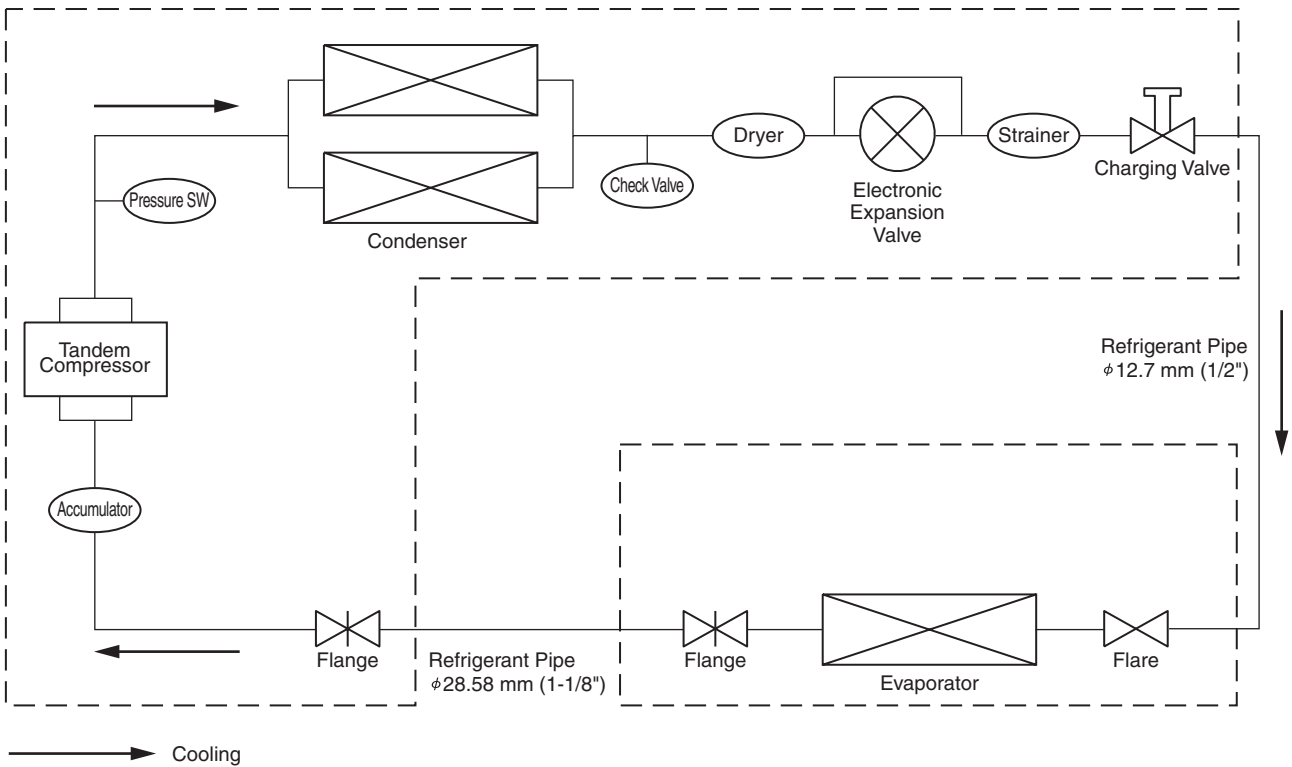 Pressure SW
Condenser
Check Valve
Dryer
Electronic
Expansion
Valve
Strainer
Charging Valve
Tandem
Compressor
Refrigerant Pipe
ϕ12.7 mm (1/2")
Accumulator
Flange
Refrigerant Pipe
ϕ28.58 mm (1-1/8")
Flange
Evaporator
Flare
Cooling